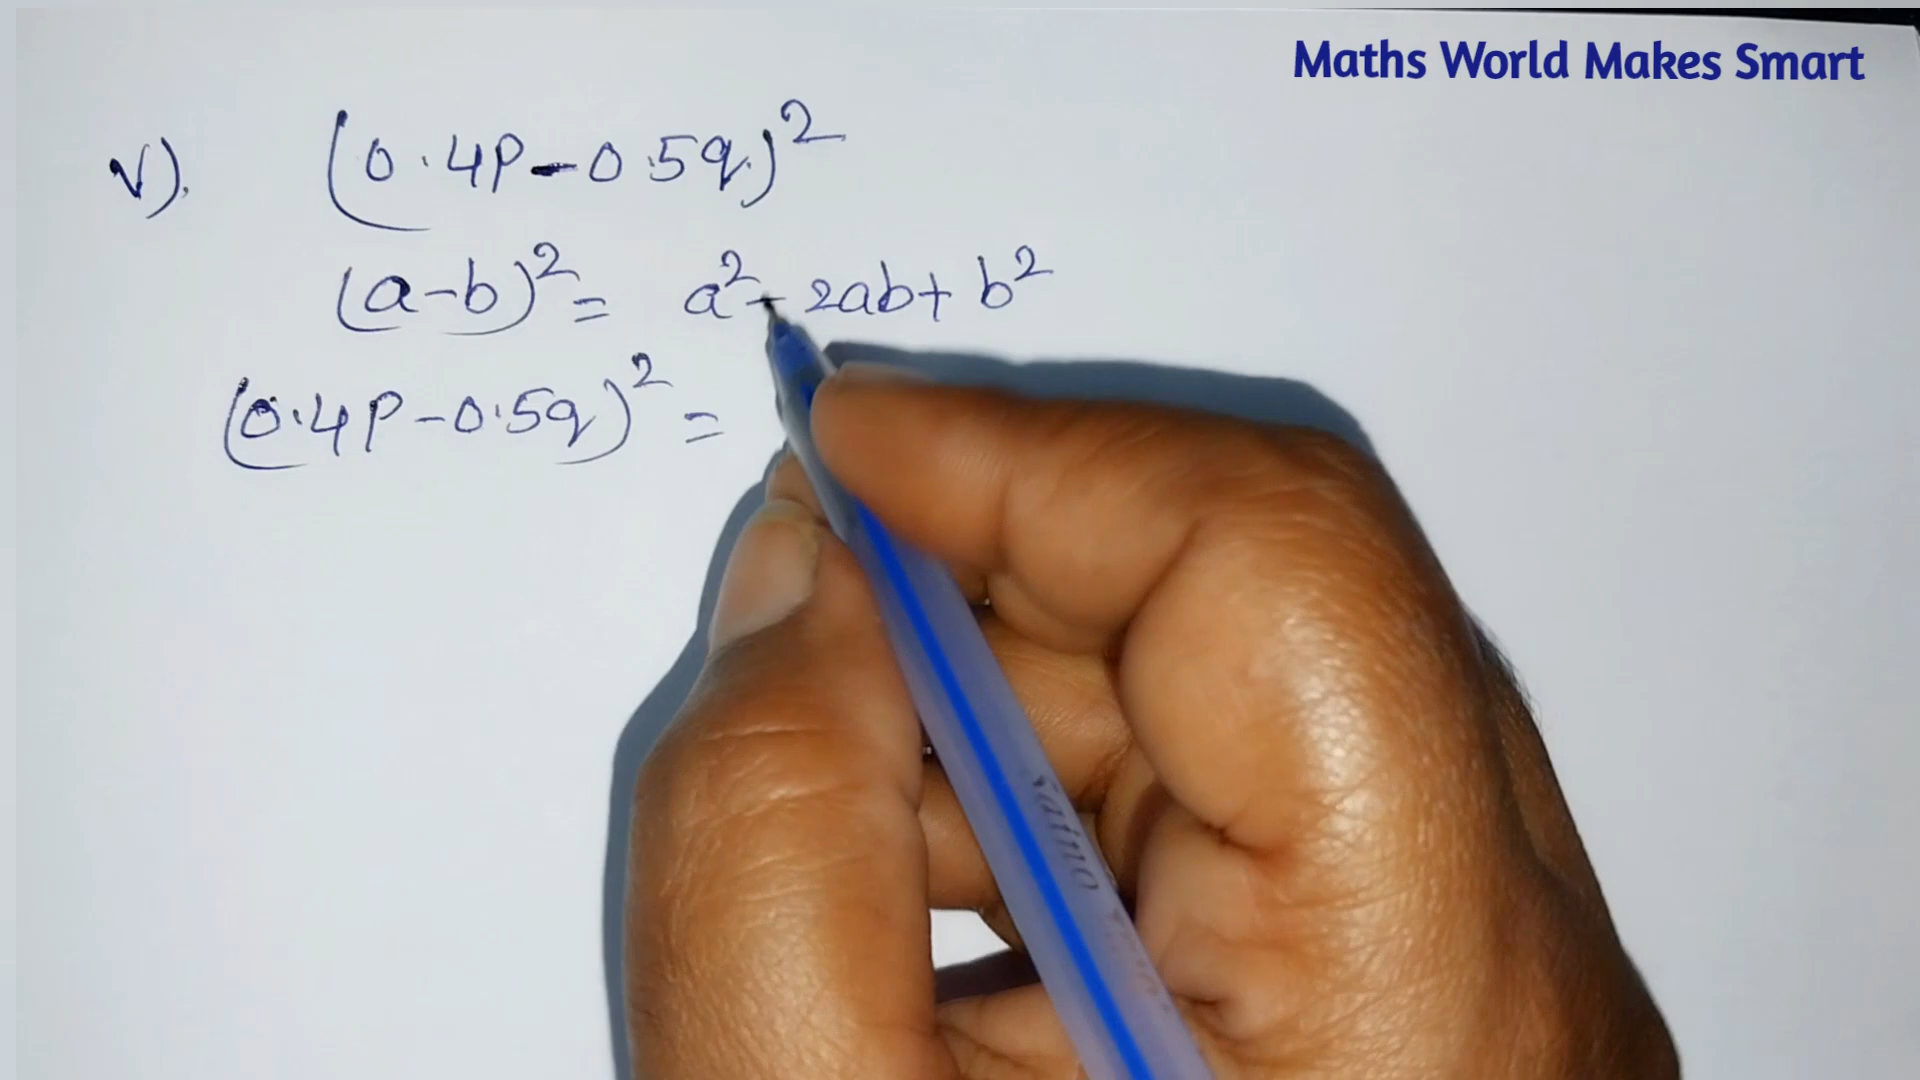 Maths World Makes Smart
v). (0.4p-0.5q)²
(a-b)² = a² - 2ab + b²
(0.4p-0.5q)² =